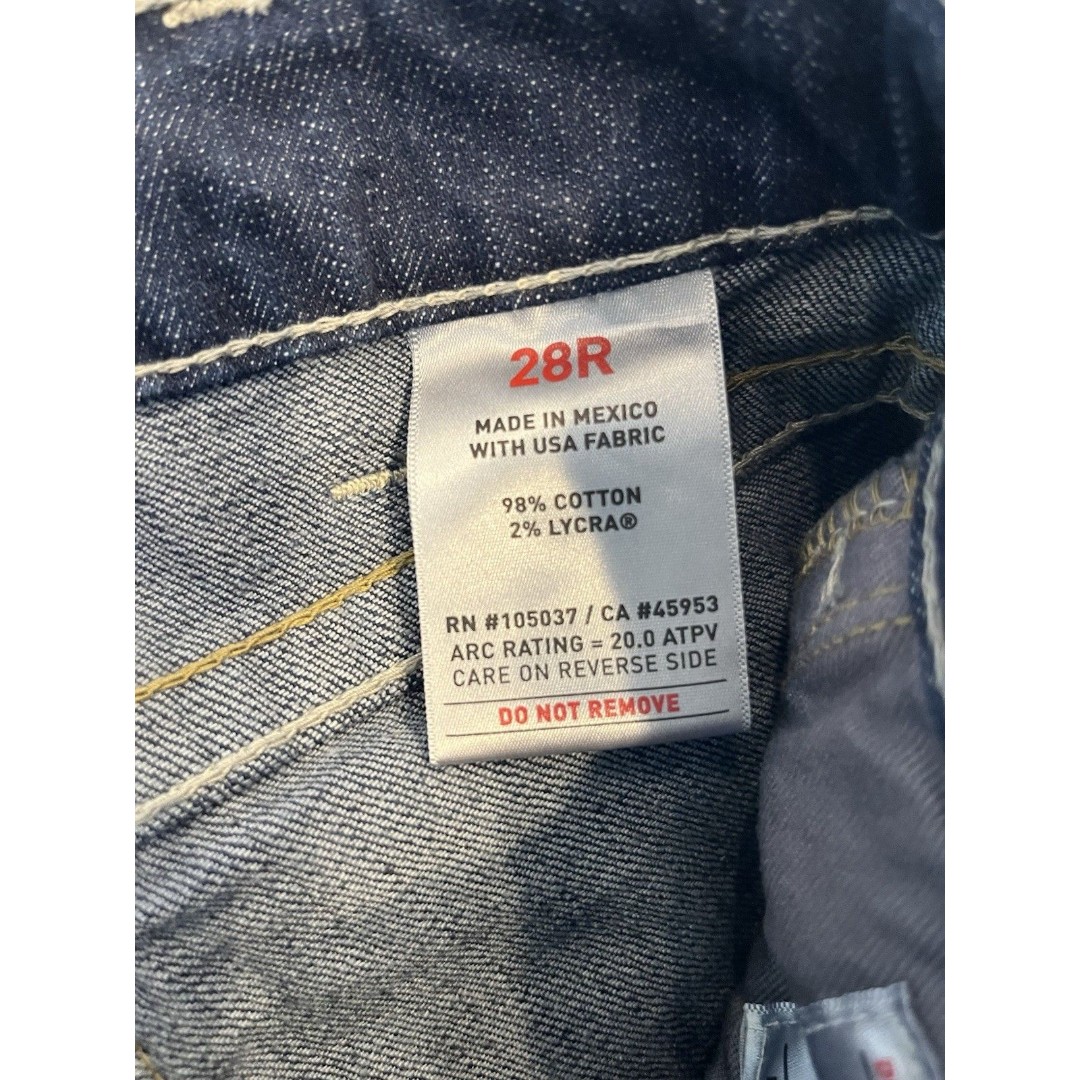 28R
MADE IN MEXICO
WITH USA FABRIC
98% COTTON
2% LYCRA®
RN #105037 / CA #45953
ARC RATING = 20.0 ATPV
CARE ON REVERSE SIDE
DO NOT REMOVE